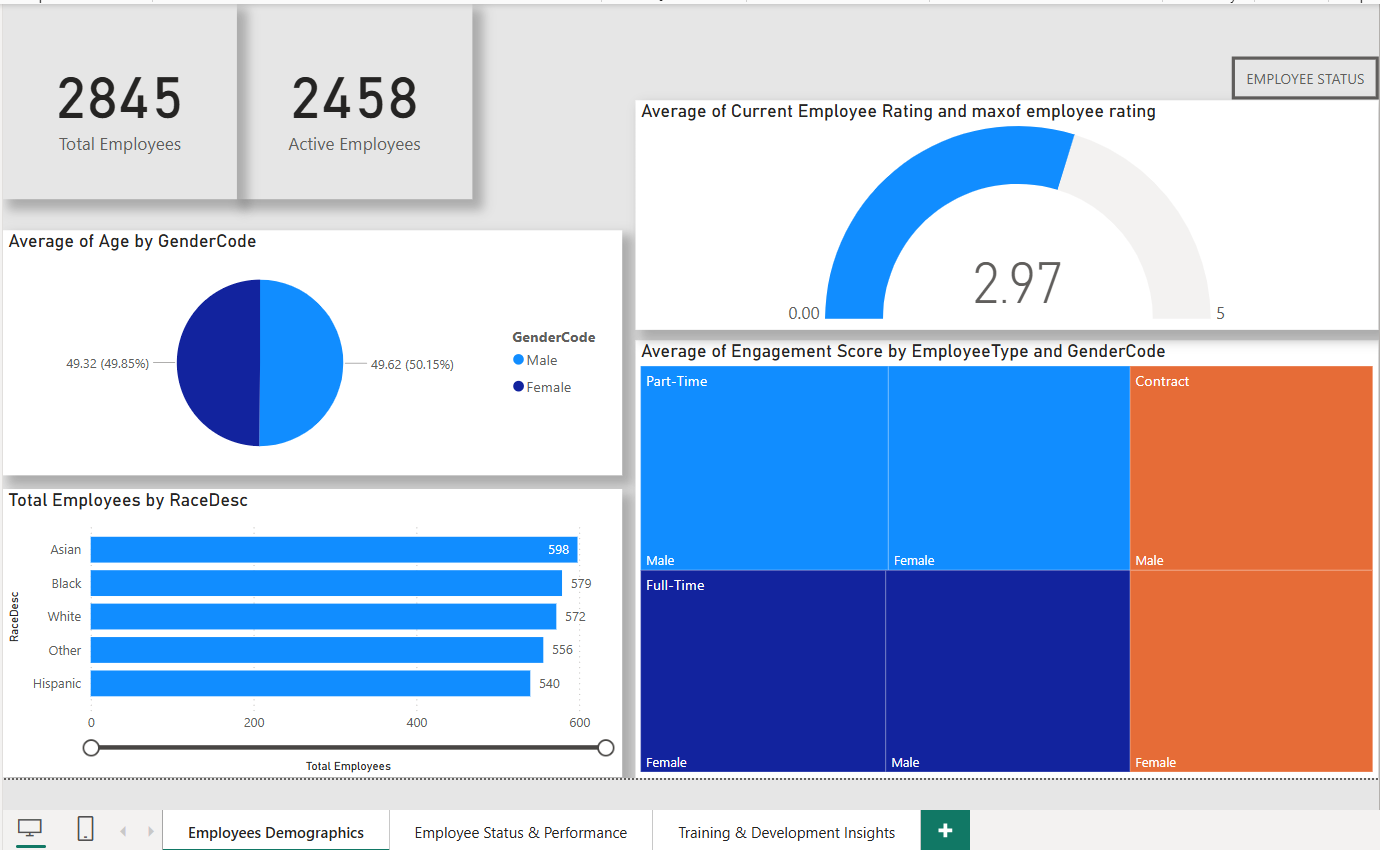 2845
Total Employees
2458
Active Employees
EMPLOYEE STATUS
Average of Current Employee Rating and maxof employee rating
2.97
0.00
5
Average of Age by GenderCode
49.32 (49.85%)
49.62 (50.15%)
GenderCode
Male
Female
Average of Engagement Score by EmployeeType and GenderCode
Part-Time
Contract
Male
Female
Male
Full-Time
Female
Male
Female
Total Employees by RaceDesc
RaceDesc
Asian 598
Black 579
White 572
Other 556
Hispanic 540
0 200 400 600
Total Employees
Employees Demographics
Employee Status & Performance
Training & Development Insights